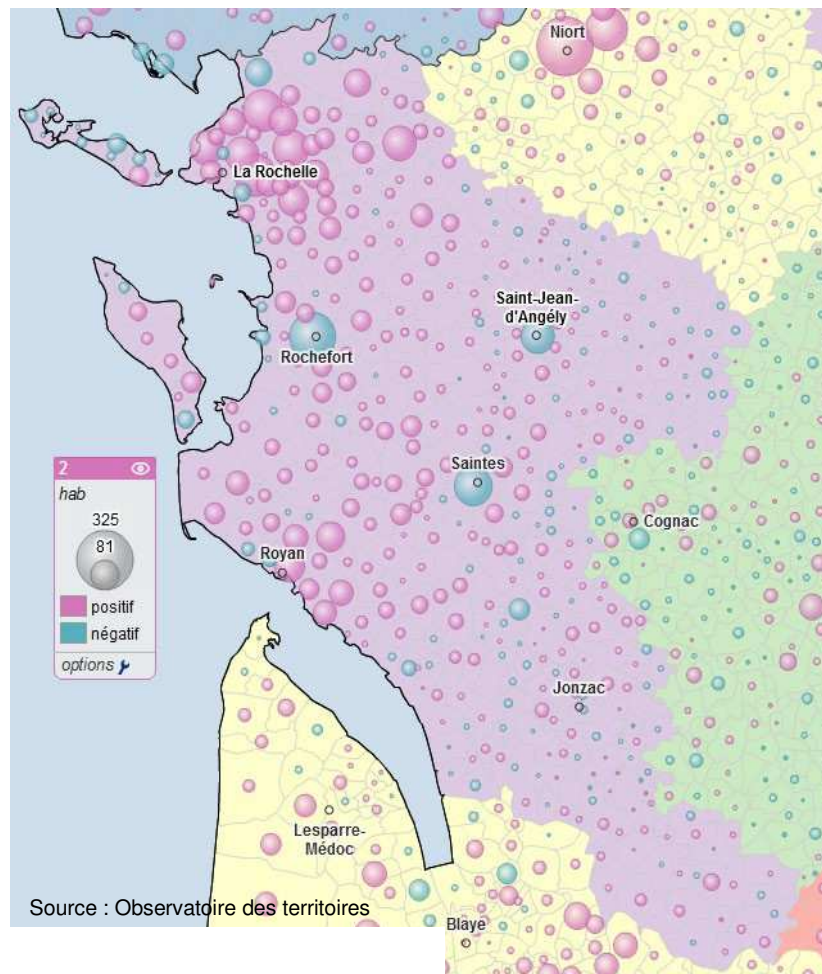 Niort
La Rochelle
Saint-Jean-
d'Angély
Rochefort
Saintes
2
hab
325
81
positif
négatif
options
Cognac
Royan
Jonzac
Lesparre-
Médoc
Source : Observatoire des territoires
Blaye